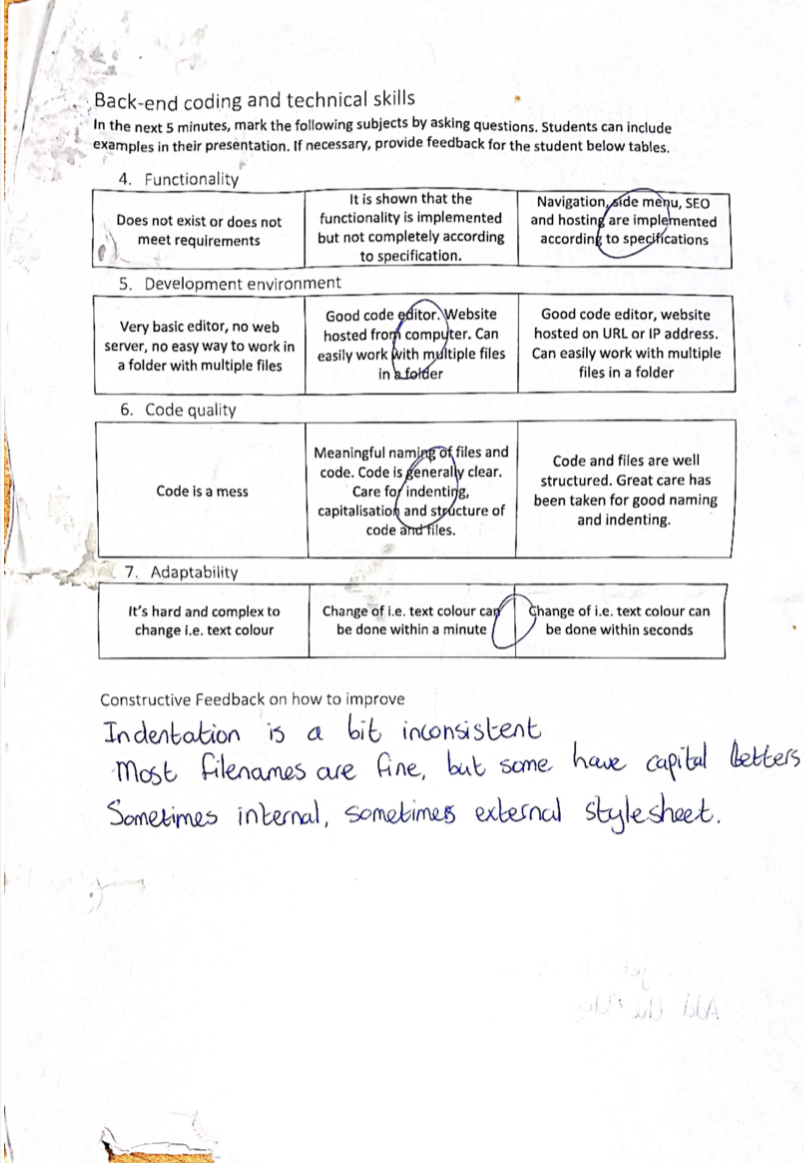 Back-end coding and technical skills
In the next 5 minutes, mark the following subjects by asking questions. Students can include
examples in their presentation. If necessary, provide feedback for the student below tables.
4. Functionality
Does not exist or does not
meet requirements
It is shown that the
functionality is implemented
but not completely according
to specification.
Navigation, side menu, SEO
and hosting are implemented
according to specifications
5. Development environment
Very basic editor, no web
server, no easy way to work in
a folder with multiple files
Good code editor. Website
hosted from computer. Can
easily work with multiple files
in a folder
Good code editor, website
hosted on URL or IP address.
Can easily work with multiple
files in a folder
6. Code quality
Code is a mess
Meaningful naming of files and
code. Code is generally clear.
Care for indenting,
capitalisation and structure of
code and files.
Code and files are well
structured. Great care has
been taken for good naming
and indenting.
7. Adaptability
It's hard and complex to
change i.e. text colour
Change of i.e. text colour can
be done within a minute
Change of i.e. text colour can
be done within seconds
Constructive Feedback on how to improve
Indentation is a bit inconsistent
Most filenames are fine, but some have capital letters
Sometimes internal, sometimes external stylesheet.